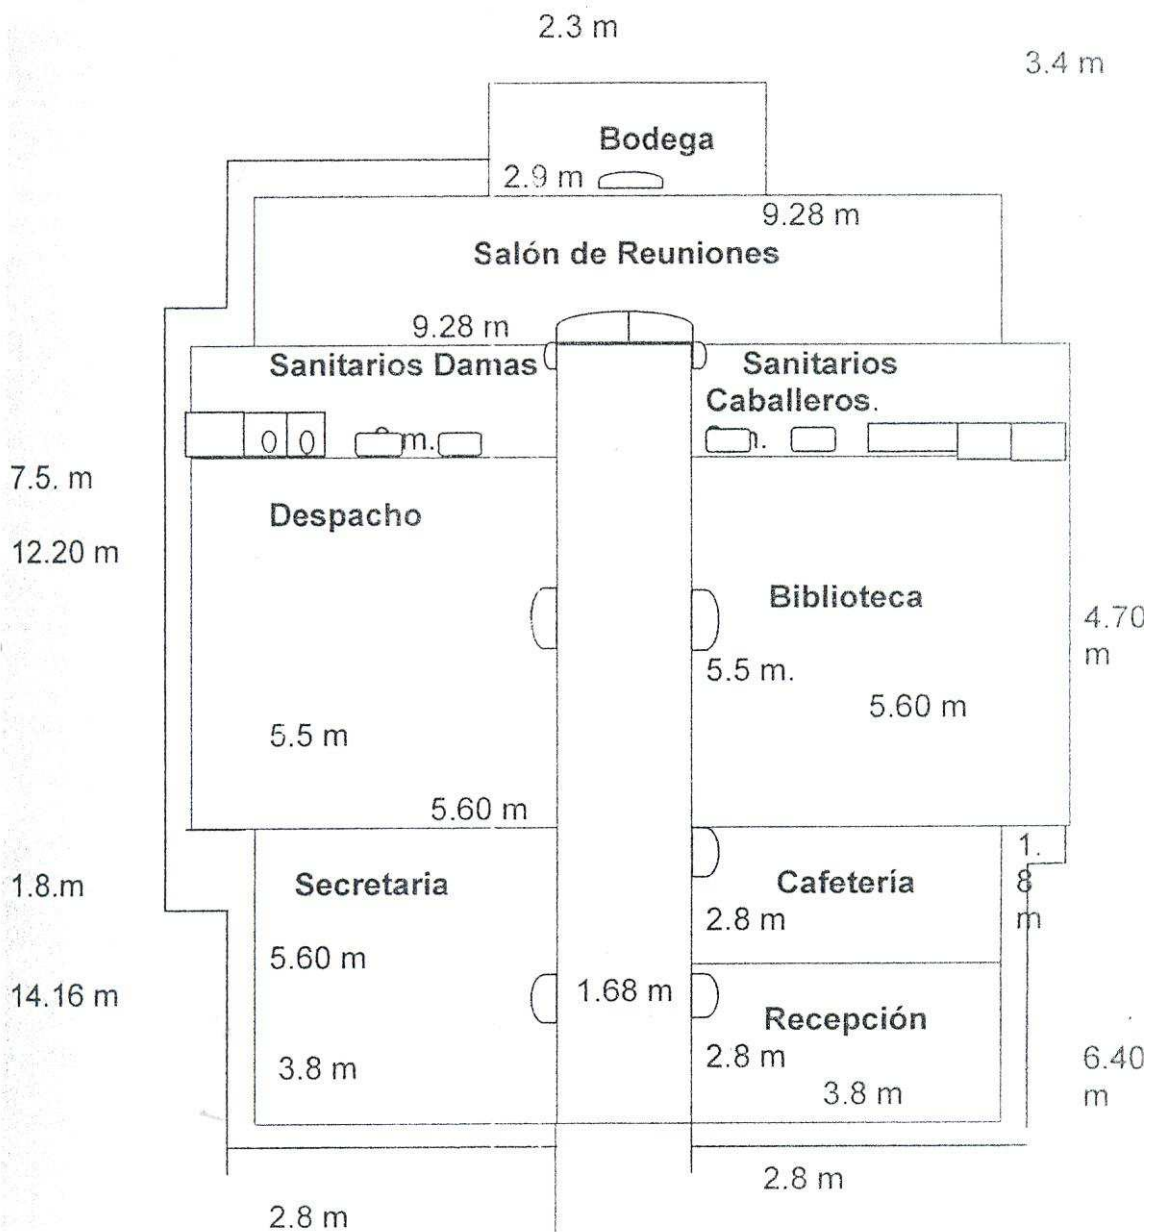 2.3 m
3.4 m
Bodega
2.9 m
9.28 m
Salón de Reuniones
9.28 m
Sanitarios Damas
Sanitarios
Caballeros.
m.
7.5. m
Despacho
12.20 m
Biblioteca
4.70
m
5.5 m.
5.60 m
5.5 m
5.60 m
1.
8
m
1.8.m
Secretaria
Cafetería
2.8 m
5.60 m
14.16 m
1.68 m
Recepción
2.8 m
6.40
m
3.8 m
3.8 m
2.8 m
2.8 m